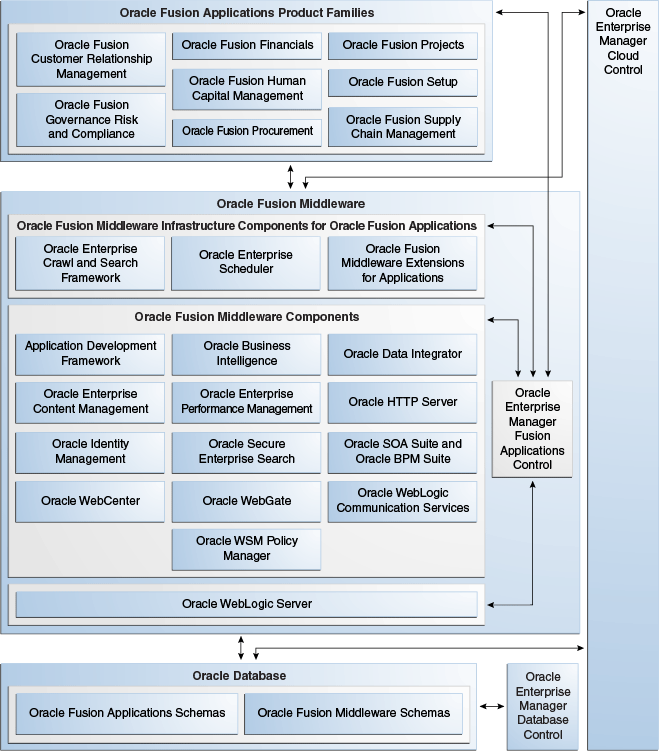 Oracle Fusion Applications Product Families
Oracle Fusion
Customer Relationship
Management
Oracle Fusion Financials
Oracle Fusion Projects
Oracle Fusion Human
Capital Management
Oracle Fusion Setup
Oracle Fusion
Governance Risk
and Compliance
Oracle Fusion Procurement
Oracle Fusion Supply
Chain Management
Oracle
Enterprise
Manager
Cloud
Control
Oracle Fusion Middleware
Oracle Fusion Middleware Infrastructure Components for Oracle Fusion Applications
Oracle Enterprise
Crawl and Search
Framework
Oracle Enterprise
Scheduler
Oracle Fusion
Middleware Extensions
for Applications
Oracle Fusion Middleware Components
Application Development
Framework
Oracle Business
Intelligence
Oracle Data Integrator
Oracle Enterprise
Content Management
Oracle Enterprise
Performance Management
Oracle HTTP Server
Oracle Identity
Management
Oracle Secure
Enterprise Search
Oracle SOA Suite and
Oracle BPM Suite
Oracle WebCenter
Oracle WebGate
Oracle WebLogic
Communication Services
Oracle WSM Policy
Manager
Oracle
Enterprise
Manager
Fusion
Applications
Control
Oracle WebLogic Server
Oracle Database
Oracle Fusion Applications Schemas
Oracle Fusion Middleware Schemas
Oracle
Enterprise
Manager
Database
Control